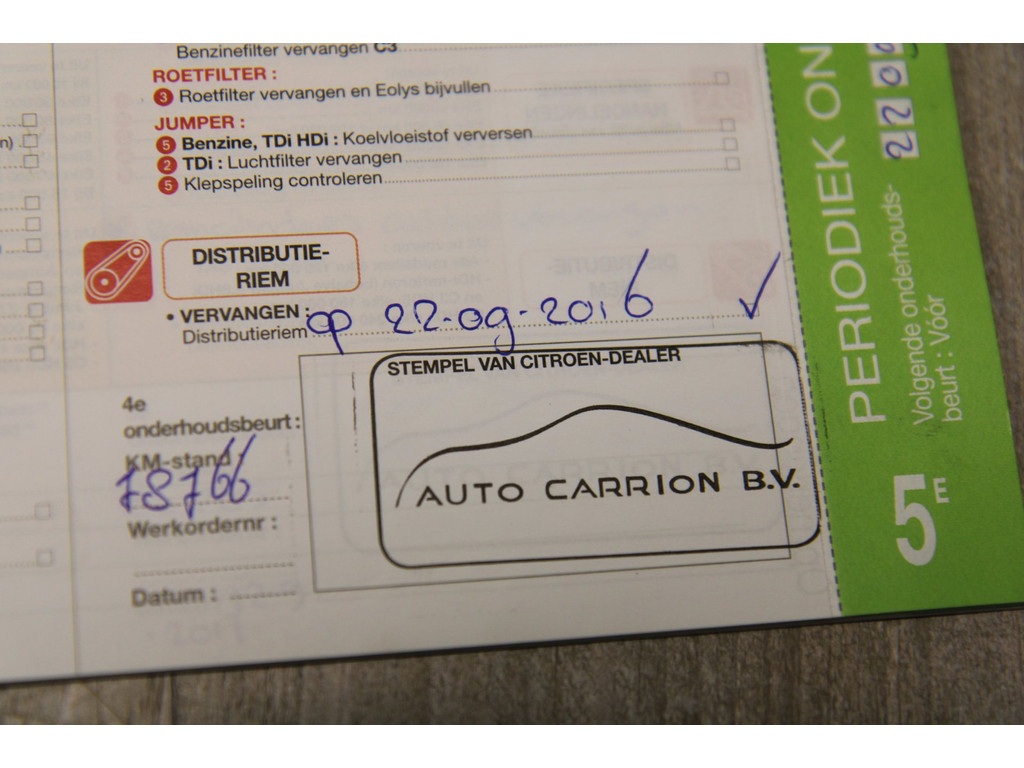 Benzinefilter vervangen C3
ROETFILTER :
3 Roetfilter vervangen en Eolys bijvullen
JUMPER :
5 Benzine, TDi HDi : Koelvloeistof verversen
2 TDi : Luchtfilter vervangen
5 Klepspeling controleren
n)
DISTRIBUTIE-
RIEM
• VERVANGEN :
Distributieriem op 22-09-2016 ✓
STEMPEL VAN CITROEN-DEALER
AUTO CARRION B.V.
4e
onderhoudsbeurt :
KM-stand
78766
Werkordernr :
Datum :
PERIODIEK ON
Volgende onderhouds-
beurt : Vóór
220
5E